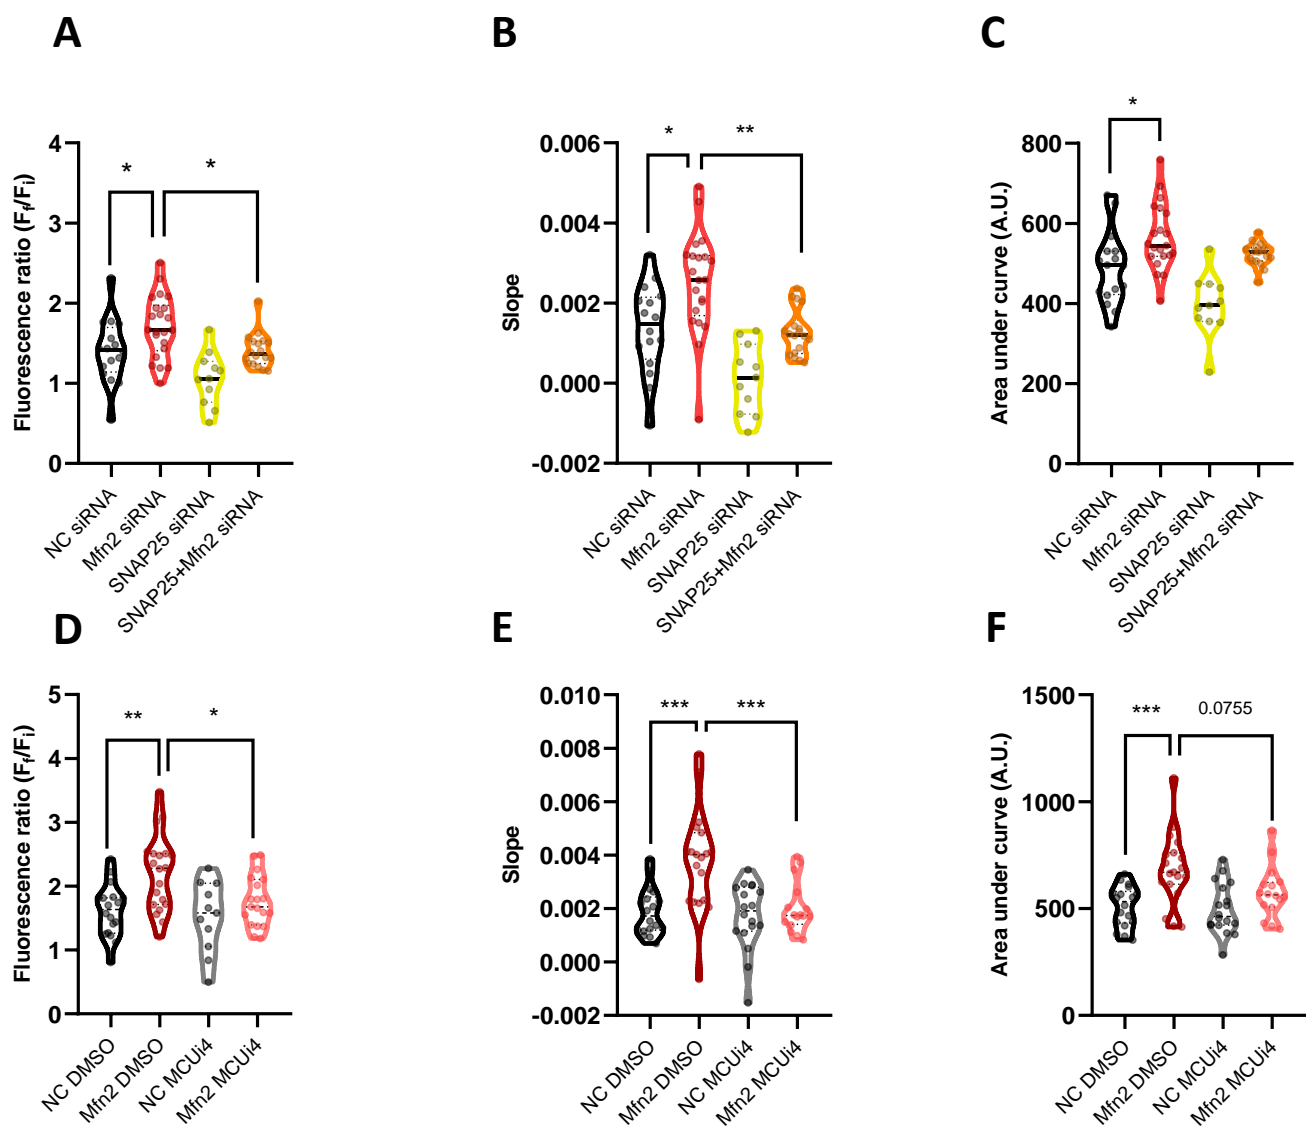 A
B
C
Fluorescence ratio (Ff/Fi)
4
3
2
1
0
*
*
NC siRNA
Mfn2 siRNA
SNAP25 siRNA
SNAP25+Mfn2 siRNA
Slope
0.006
0.004
0.002
0.000
-0.002
*
**
NC siRNA
Mfn2 siRNA
SNAP25 siRNA
SNAP25+Mfn2 siRNA
Area under curve (A.U.)
800
600
400
200
0
*
NC siRNA
Mfn2 siRNA
SNAP25 siRNA
SNAP25+Mfn2 siRNA
D
E
F
Fluorescence ratio (Ff/Fi)
5
4
3
2
1
0
**
*
NC DMSO
Mfn2 DMSO
NC MCUi4
Mfn2 MCUi4
Slope
0.010
0.008
0.006
0.004
0.002
0.000
-0.002
***
***
NC DMSO
Mfn2 DMSO
NC MCUi4
Mfn2 MCUi4
Area under curve (A.U.)
1500
1000
500
0
***
0.0755
NC DMSO
Mfn2 DMSO
NC MCUi4
Mfn2 MCUi4